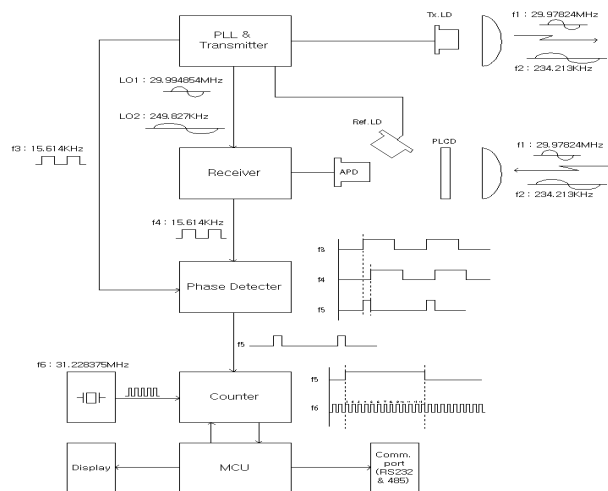 Tx.LD
f1 : 29.97824MHz
PLL &
Transmitter
f2 : 234.213KHz
LO1 : 29.994854MHz
LO2 : 249.827KHz
Ref.LD
f3 : 15.614KHz
PLCD
f1 : 29.97824MHz
Receiver
APD
f2 : 234.213KHz
f4 : 15.614KHz
f3
Phase Detecter
f4
f5
f5
f6 : 31.228375MHz
Counter
f5
f6
Display
MCU
Comm.
port
(RS232
& 485)